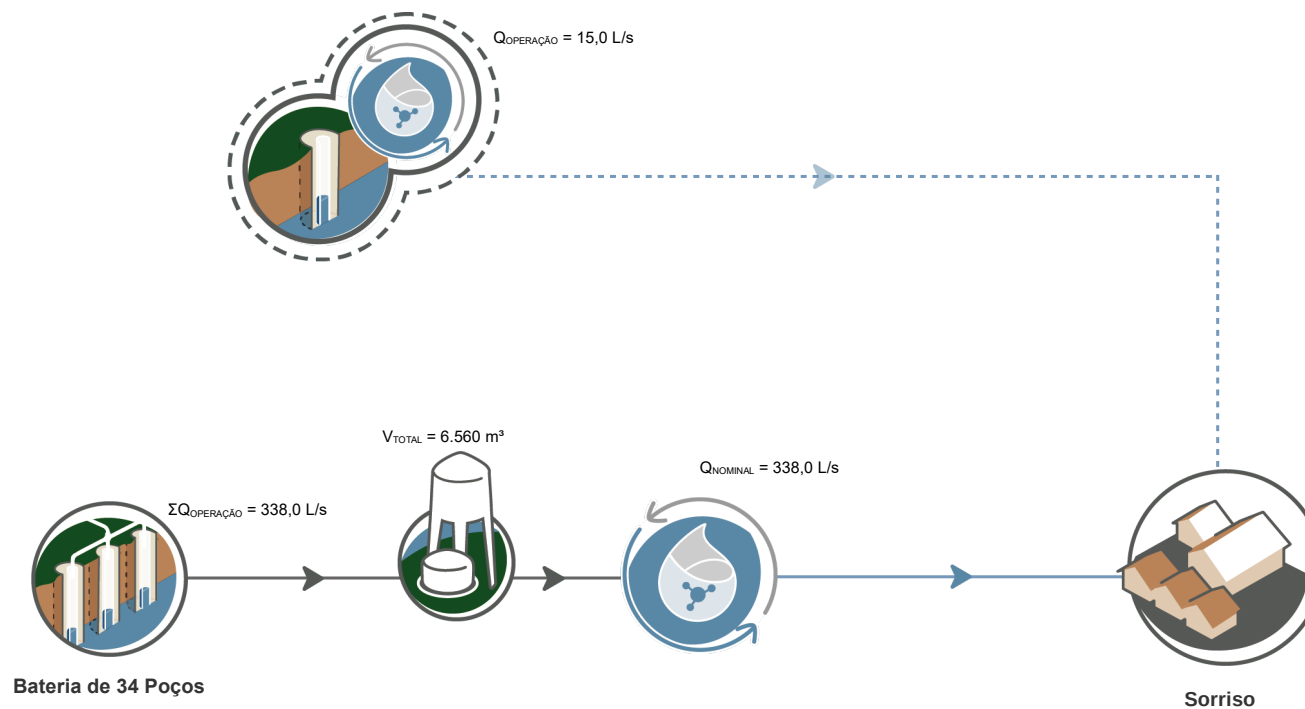 QOPERAÇÃO = 15,0 L/s
VTOTAL = 6.560 m³
QNOMINAL = 338,0 L/s
ΣQOPERAÇÃO = 338,0 L/s
Bateria de 34 Poços
Sorriso